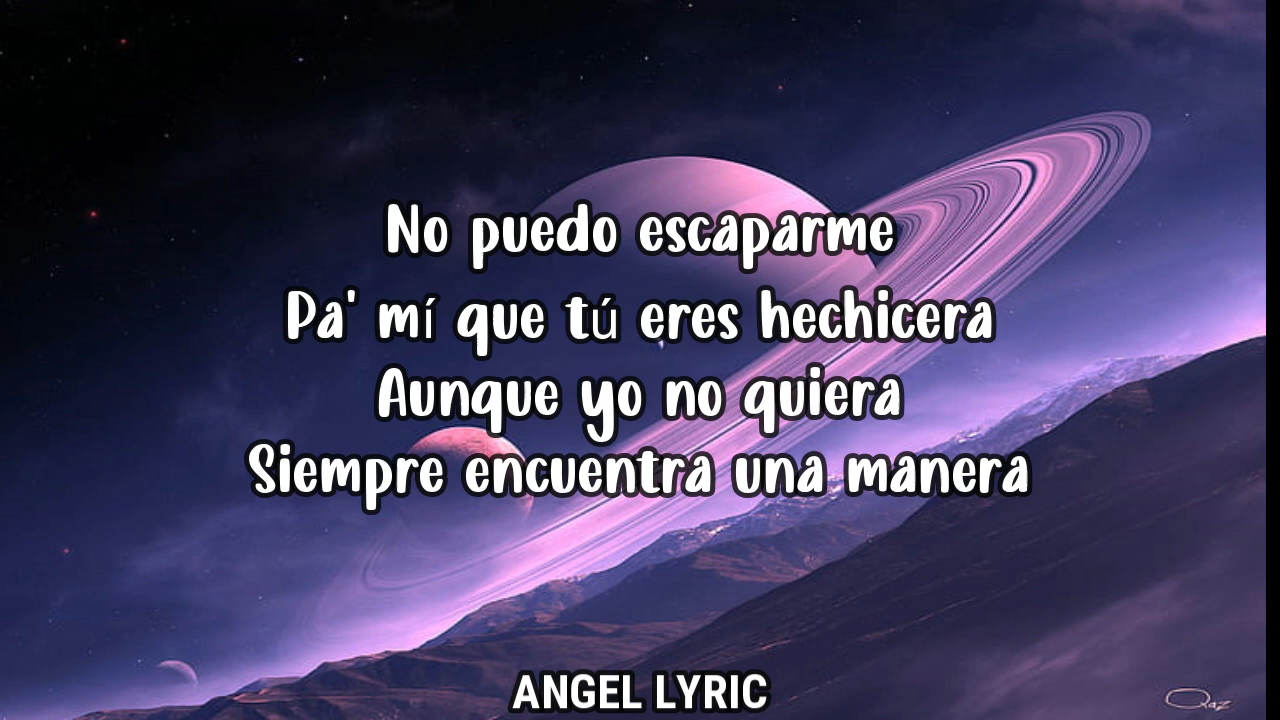 No puedo escaparme
Pa' mí que tú eres hechicera
Aunque yo no quiera
Siempre encuentra una manera
ANGEL LYRIC
Qaz